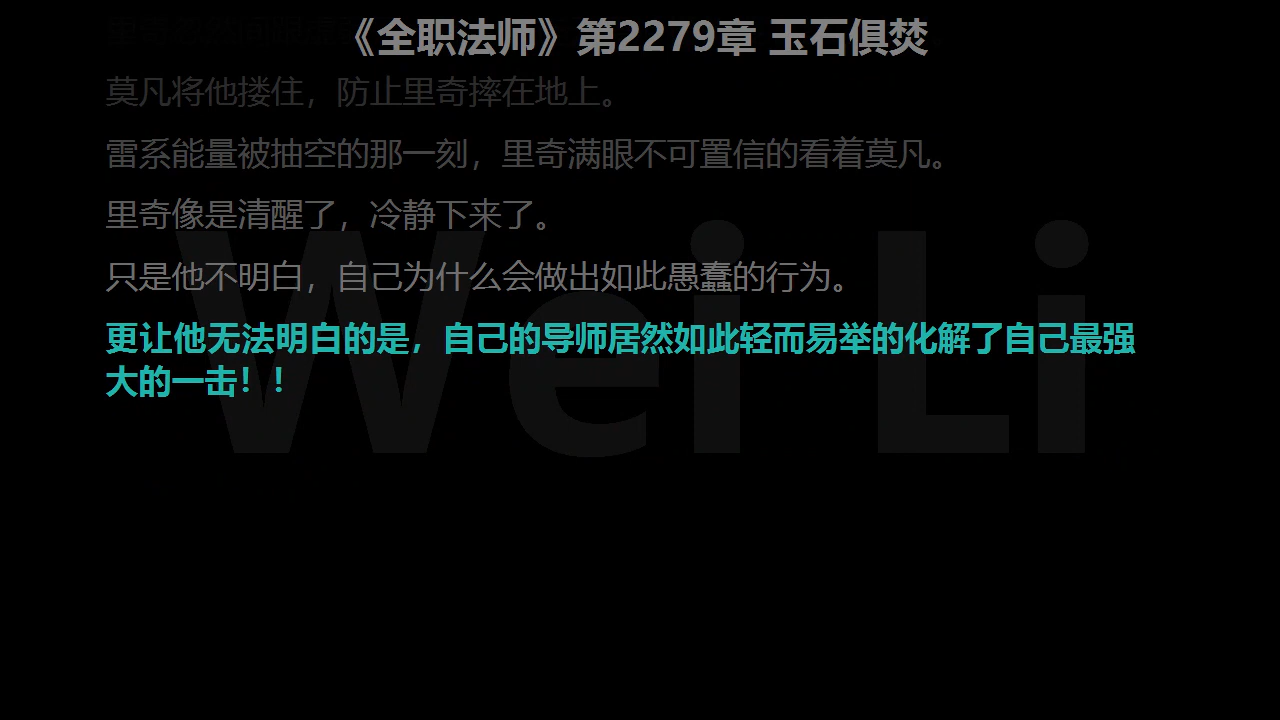 《全职法师》第2279章 玉石俱焚
莫凡将他搂住，防止里奇摔在地上。
雷系能量被抽空的那一刻，里奇满眼不可置信的看着莫凡。
里奇像是清醒了，冷静下来了。
只是他不明白，自己为什么会做出如此愚蠢的行为。
更让他无法明白的是，自己的导师居然如此轻而易举的化解了自己最强
大的一击！！
Wei Li